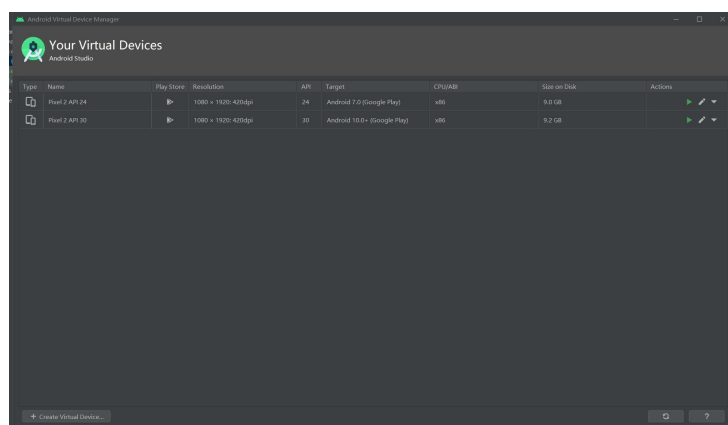 Android Virtual Device Manager
Your Virtual Devices
Android Studio
Type Name Play Store Resolution API Target CPU/ABI Size on Disk Actions
Pixel 2 API 24 1080 × 1920: 420dpi 24 Android 7.0 (Google Play) x86 9.0 GB
Pixel 2 API 30 1080 × 1920: 420dpi 30 Android 10.0+ (Google Play) x86 9.2 GB
+ Create Virtual Device...
?